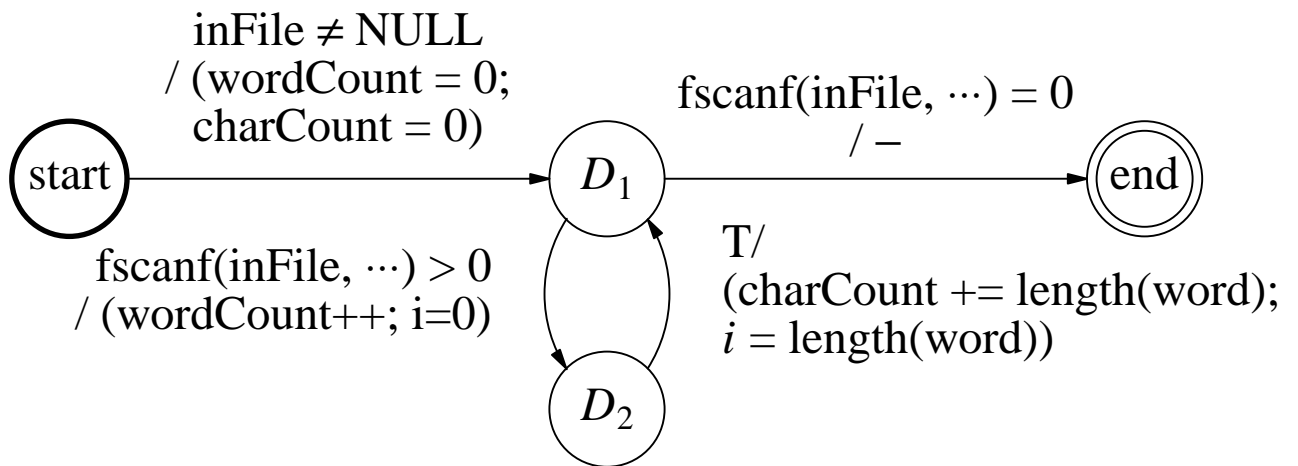 inFile ≠ NULL
/ (wordCount = 0;
charCount = 0)
fscanf(inFile, ···) = 0
/ –
start
D₁
end
fscanf(inFile, ···) > 0
/ (wordCount++; i=0)
T/
(charCount += length(word);
i = length(word))
D₂